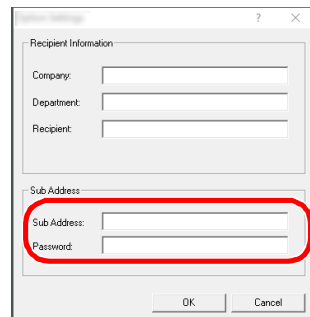 ?
Recipient Information
Company:
Department:
Recipient:
Sub Address
Sub Address:
Password:
OK Cancel